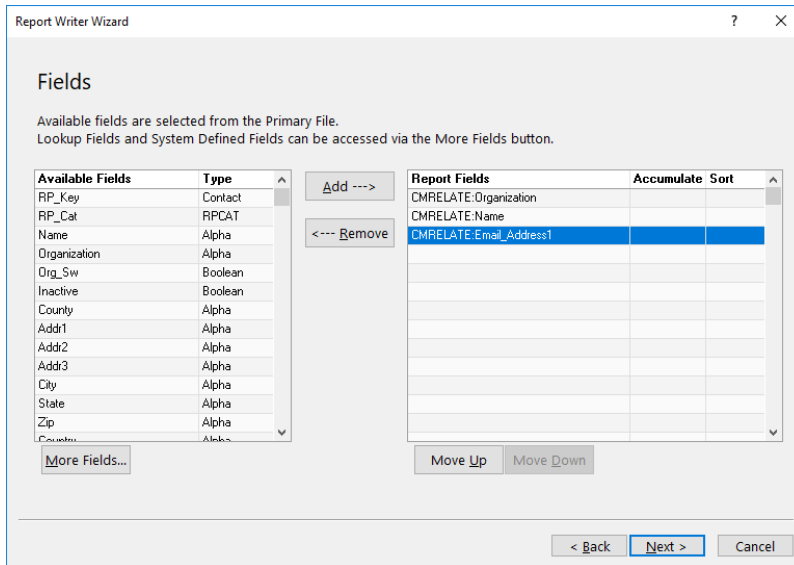 Report Writer Wizard ? ×
Fields
Available fields are selected from the Primary File.
Lookup Fields and System Defined Fields can be accessed via the More Fields button.
Available Fields Type
RP_Key Contact
RP_Cat RPCAT
Name Alpha
Organization Alpha
Org_Sw Boolean
Inactive Boolean
County Alpha
Addr1 Alpha
Addr2 Alpha
Addr3 Alpha
City Alpha
State Alpha
Zip Alpha
Country Alpha
More Fields...
Add --->
<--- Remove
Report Fields Accumulate Sort
CMRELATE:Organization
CMRELATE:Name
CMRELATE:Email_Address1
Move Up Move Down
< Back Next > Cancel